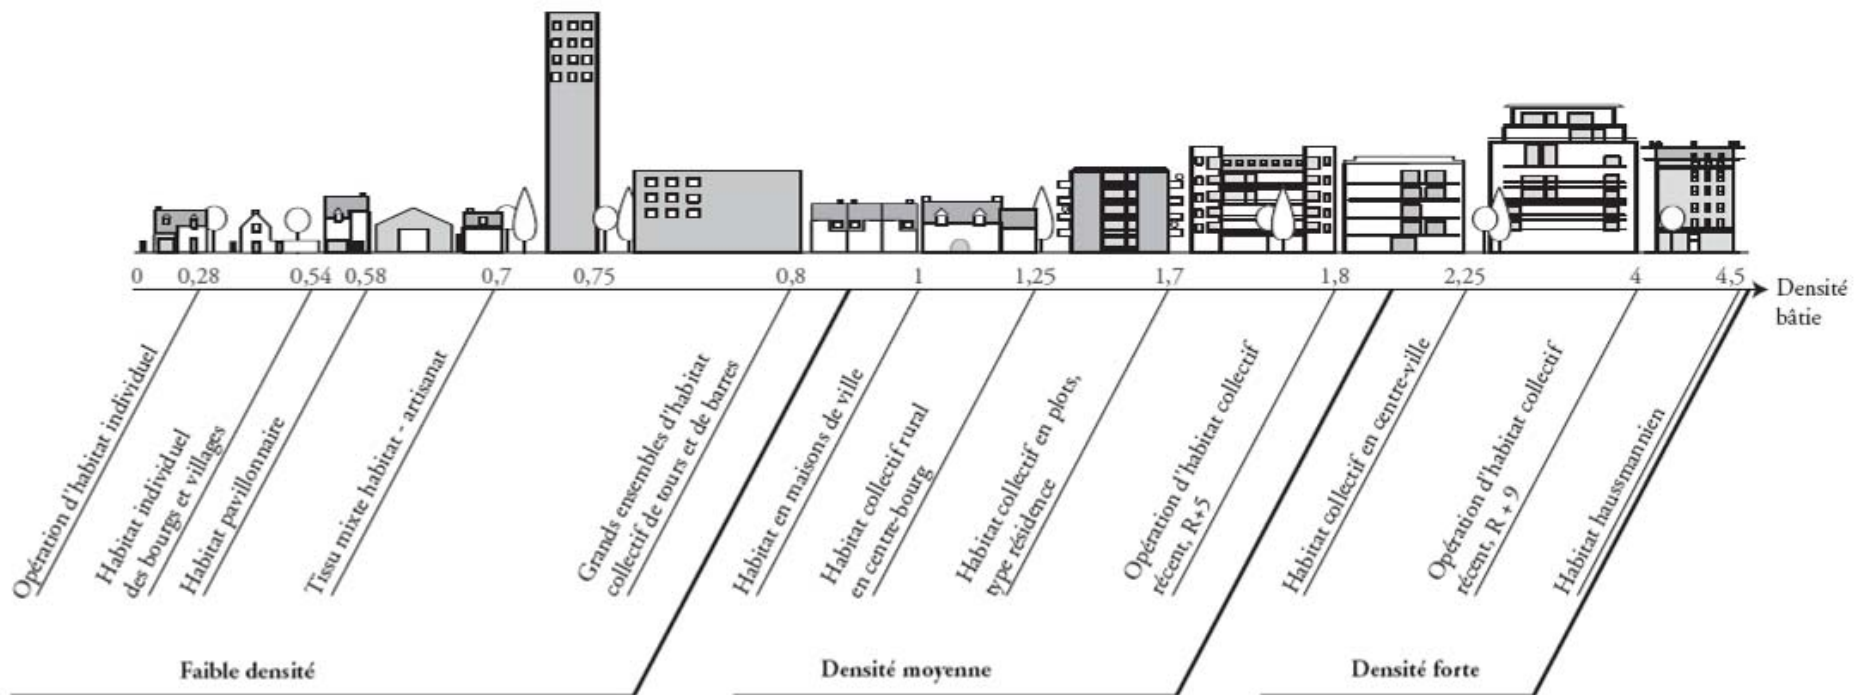 0 0,28 0,54 0,58 0,7 0,75 0,8 1 1,25 1,7 1,8 2,25 4 4,5
Densité
bâtie
Opération d'habitat individuel
Habitat individuel
des bourgs et villages
Habitat pavillonnaire
Tissu mixte habitat - artisanat
Grands ensembles d'habitat
collectif de tours et de barres
Habitat en maisons de ville
Habitat collectif rural
en centre-bourg
Habitat collectif en plots,
type résidence
Opération d'habitat collectif
récent, R+5
Habitat collectif en centre-ville
Opération d'habitat collectif
récent, R + 9
Habitat haussmannien
Faible densité
Densité moyenne
Densité forte